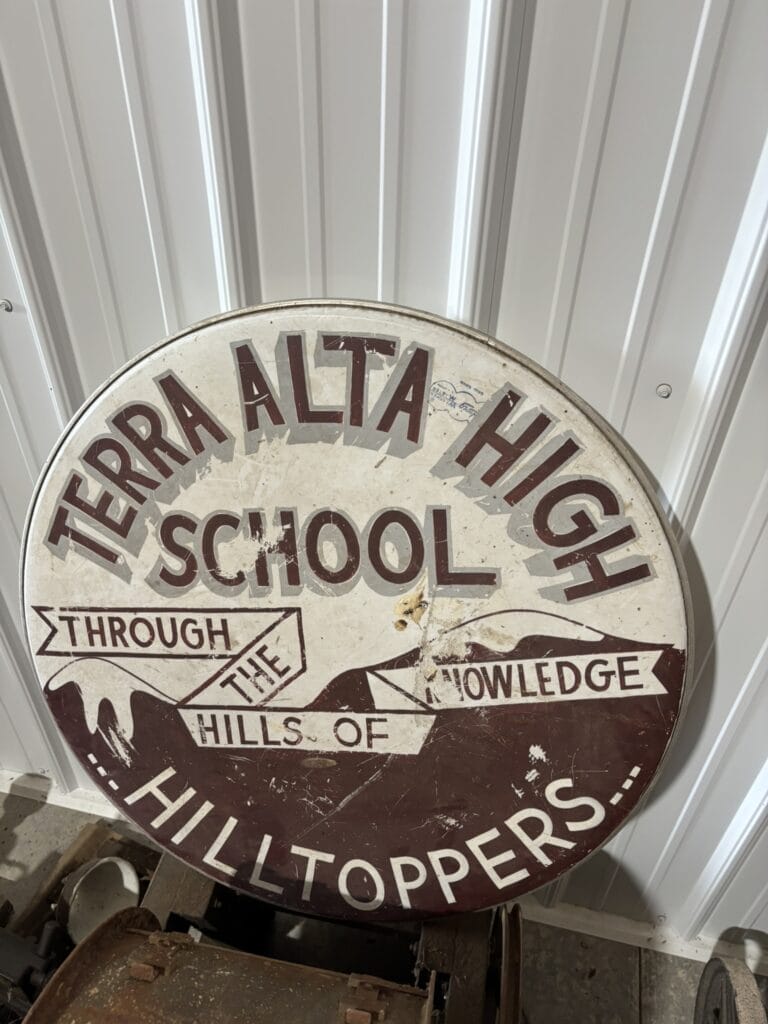 TERRA ALTA HIGH
SCHOOL
THROUGH
THE
HILLS OF
KNOWLEDGE
HILLTOPPERS